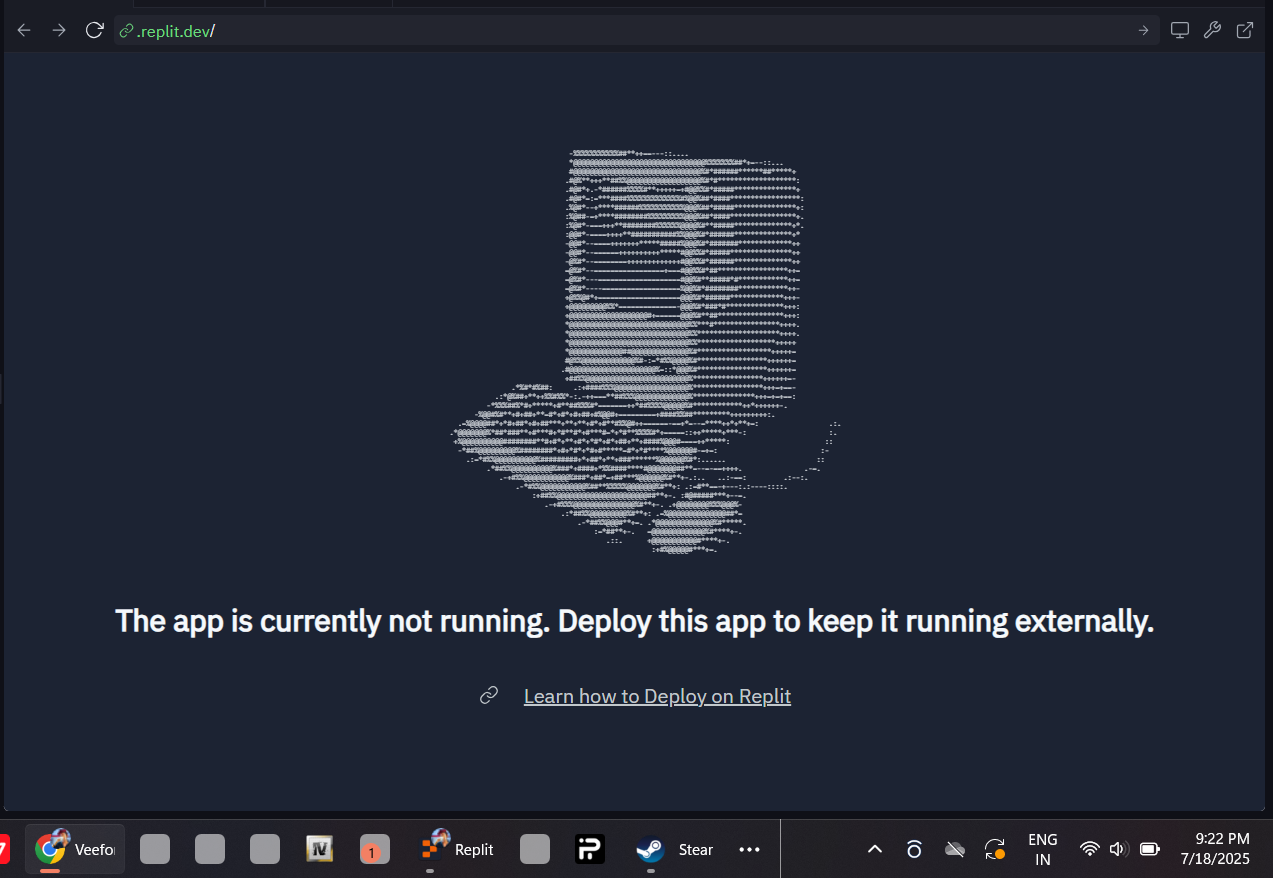 .replit.dev/
The app is currently not running. Deploy this app to keep it running externally.
Learn how to Deploy on Replit
Veefo
IV
1
Replit
Stear
ENG
IN
9:22 PM
7/18/2025